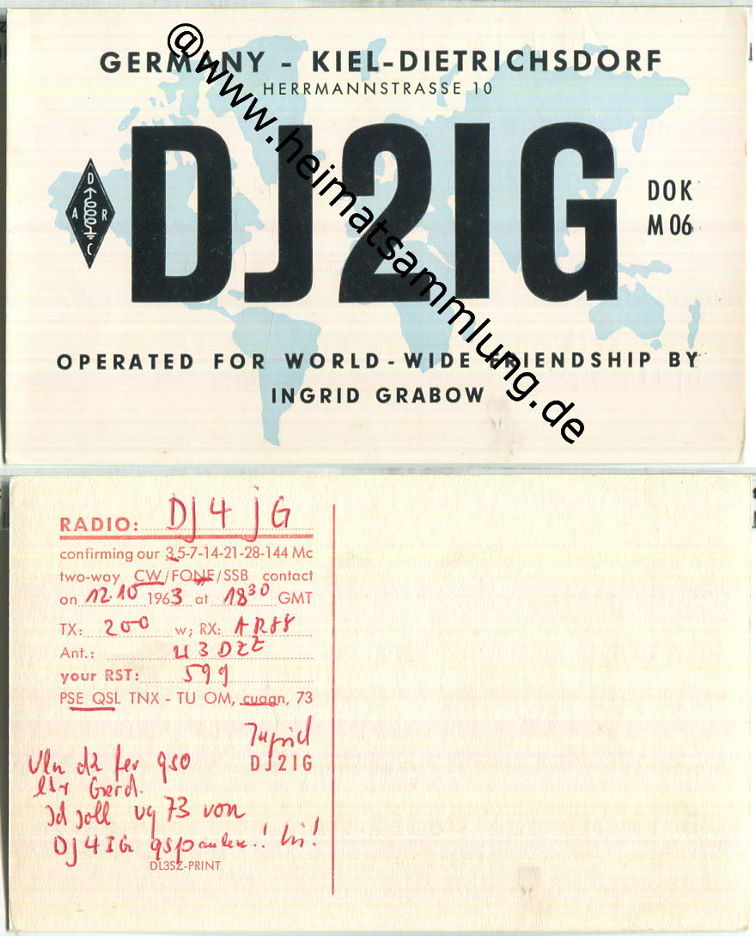 GERMANY - KIEL-DIETRICHSDORF
HERRMANNSTRASSE 10
DJ2IG
D
A R
C
DOK
M 06
OPERATED FOR WORLD-WIDE FRIENDSHIP BY
INGRID GRABOW
@www.heimatsammlung.de
RADIO: DJ4jG
confirming our 3,5-7-14-21-28-144 Mc
two-way CW/FONE/SSB contact
on 12.10 1963 at 18³⁰ GMT
TX: 200 w; RX: AR88
Ant.: W3DZZ
your RST: 599
PSE QSL TNX - TU OM, cuagn, 73
Ingrid
DJ2IG
Vln dk fer qso
lbr Gerd.
Id soll vy 73 von
DJ4IG
DL3SZ-PRINT